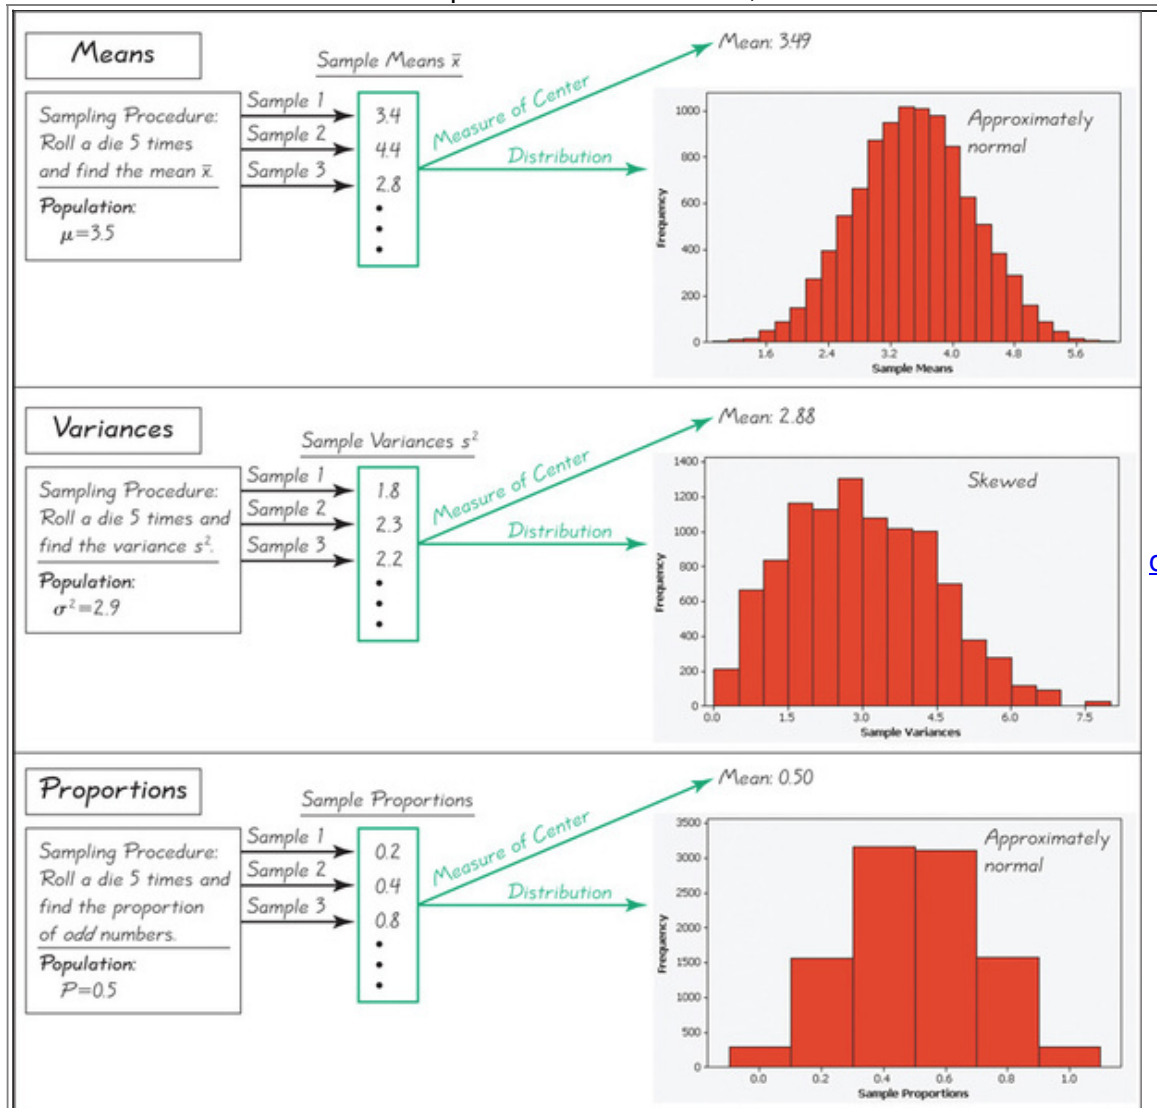 Means
Sample Means x̅
Mean: 3.49
Sampling Procedure:
Roll a die 5 times
and find the mean x̅.
Population:
μ=3.5
Sample 1
Sample 2
Sample 3
3.4
4.4
2.8
Measure of Center
Distribution
Approximately
normal
Frequency
1000
800
600
400
200
0
1.6 2.4 3.2 4.0 4.8 5.6
Sample Means
Variances
Sample Variances s²
Mean: 2.88
Sampling Procedure:
Roll a die 5 times and
find the variance s².
Population:
σ²=2.9
Sample 1
Sample 2
Sample 3
1.8
2.3
2.2
Measure of Center
Distribution
Skewed
Frequency
1400
1200
1000
800
600
400
200
0
0.0 1.5 3.0 4.5 6.0 7.5
Sample Variances
Proportions
Sample Proportions
Mean: 0.50
Sampling Procedure:
Roll a die 5 times and
find the proportion
of odd numbers.
Population:
P=0.5
Sample 1
Sample 2
Sample 3
0.2
0.4
0.8
Measure of Center
Distribution
Approximately
normal
Frequency
3500
3000
2500
2000
1500
1000
500
0
0.0 0.2 0.4 0.6 0.8 1.0
Sample Proportions